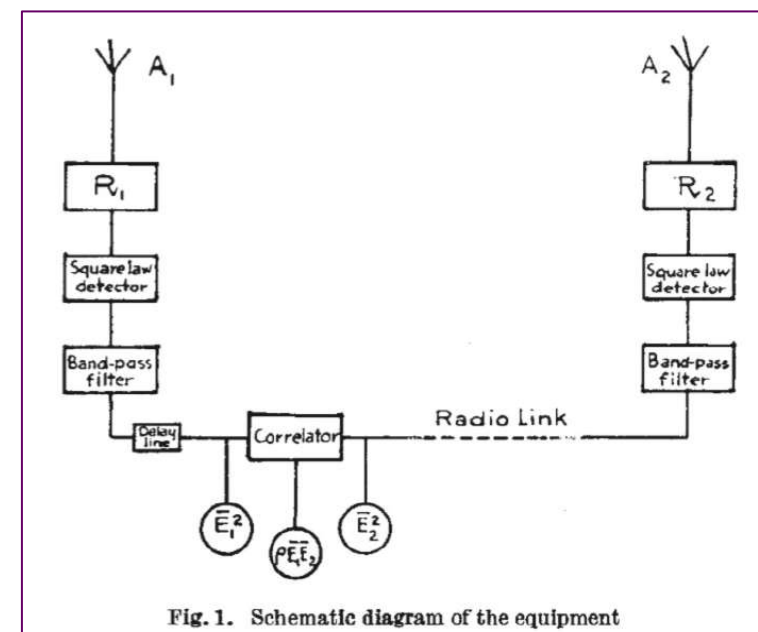 A₁
A₂
R₁
R₂
Square law
detector
Square law
detector
Band-pass
filter
Band-pass
filter
Delay
line
Correlator
Radio Link
Ē₁²
ρĒ₁Ē₂
Ē₂²
Fig. 1. Schematic diagram of the equipment